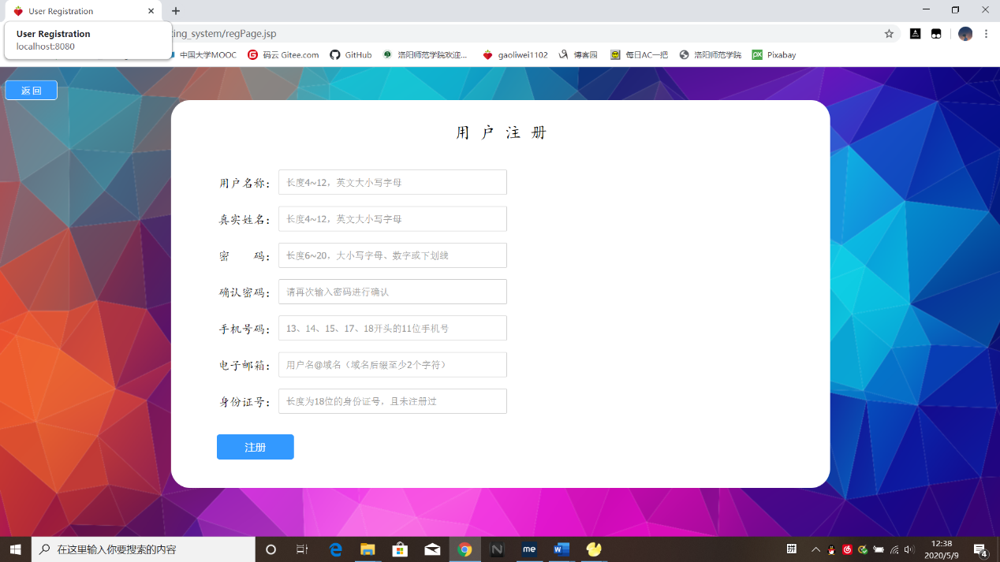 User Registration
User Registration
localhost:8080
ting_system/regPage.jsp
中国大学MOOC
码云 Gitee.com
GitHub
洛阳师范学院欢迎...
gaoliwei1102
博客园
每日AC一把
洛阳师范学院
Pixabay
返 回
用 户 注 册
用户名称： 长度4~12，英文大小写字母
真实姓名： 长度4~12，英文大小写字母
密 码： 长度6~20，大小写字母、数字或下划线
确认密码： 请再次输入密码进行确认
手机号码： 13、14、15、17、18开头的11位手机号
电子邮箱： 用户名@域名（域名后缀至少2个字符）
身份证号： 长度为18位的身份证号，且未注册过
注册
在这里输入你要搜索的内容
me
拼
12:38
2020/5/9
4